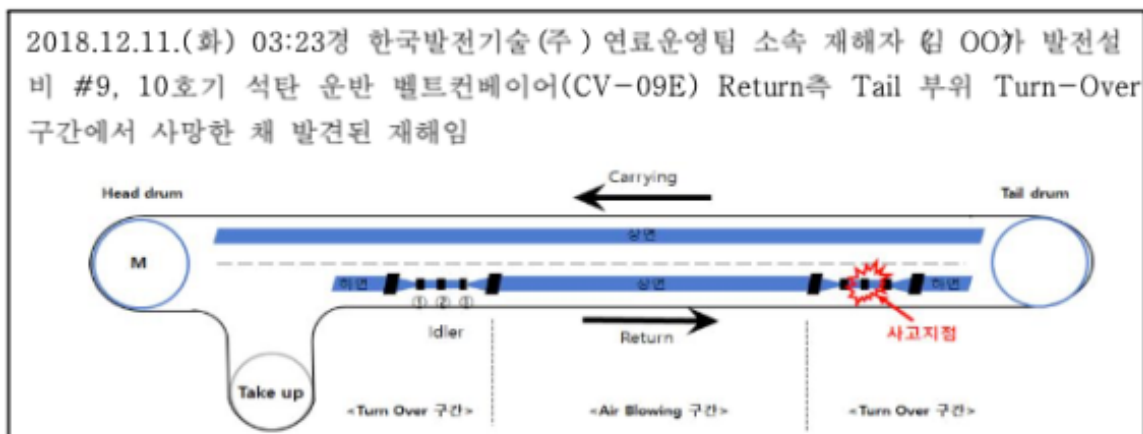 2018.12.11.(화) 03:23경 한국발전기술(주) 연료운영팀 소속 재해자 김 OO가 발전설
비 #9, 10호기 석탄 운반 벨트컨베이어(CV-09E) Return측 Tail 부위 Turn-Over
구간에서 사망한 채 발견된 재해임
Carrying
Head drum
Tail drum
상면
M
하면
상면
하면
① ② ①
사고지점
Idler
Return
Take up
<Turn Over 구간>
<Air Blowing 구간>
<Turn Over 구간>